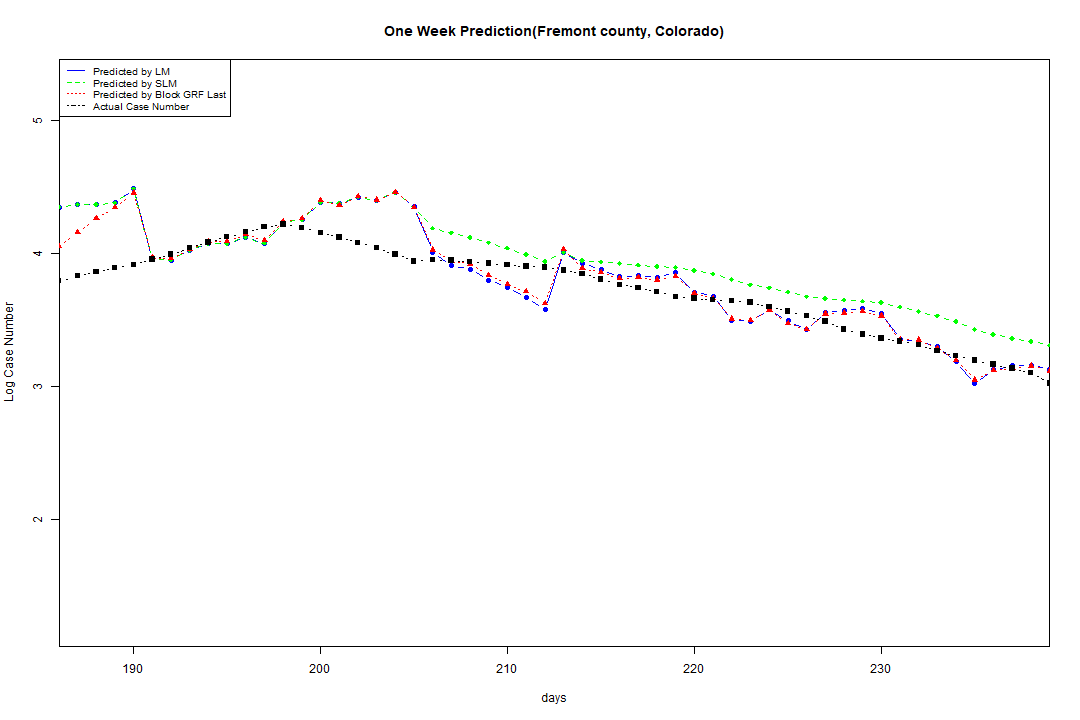 One Week Prediction(Fremont county, Colorado)
Predicted by LM
Predicted by SLM
Predicted by Block GRF Last
Actual Case Number
5
4
3
2
Log Case Number
190 200 210 220 230
days